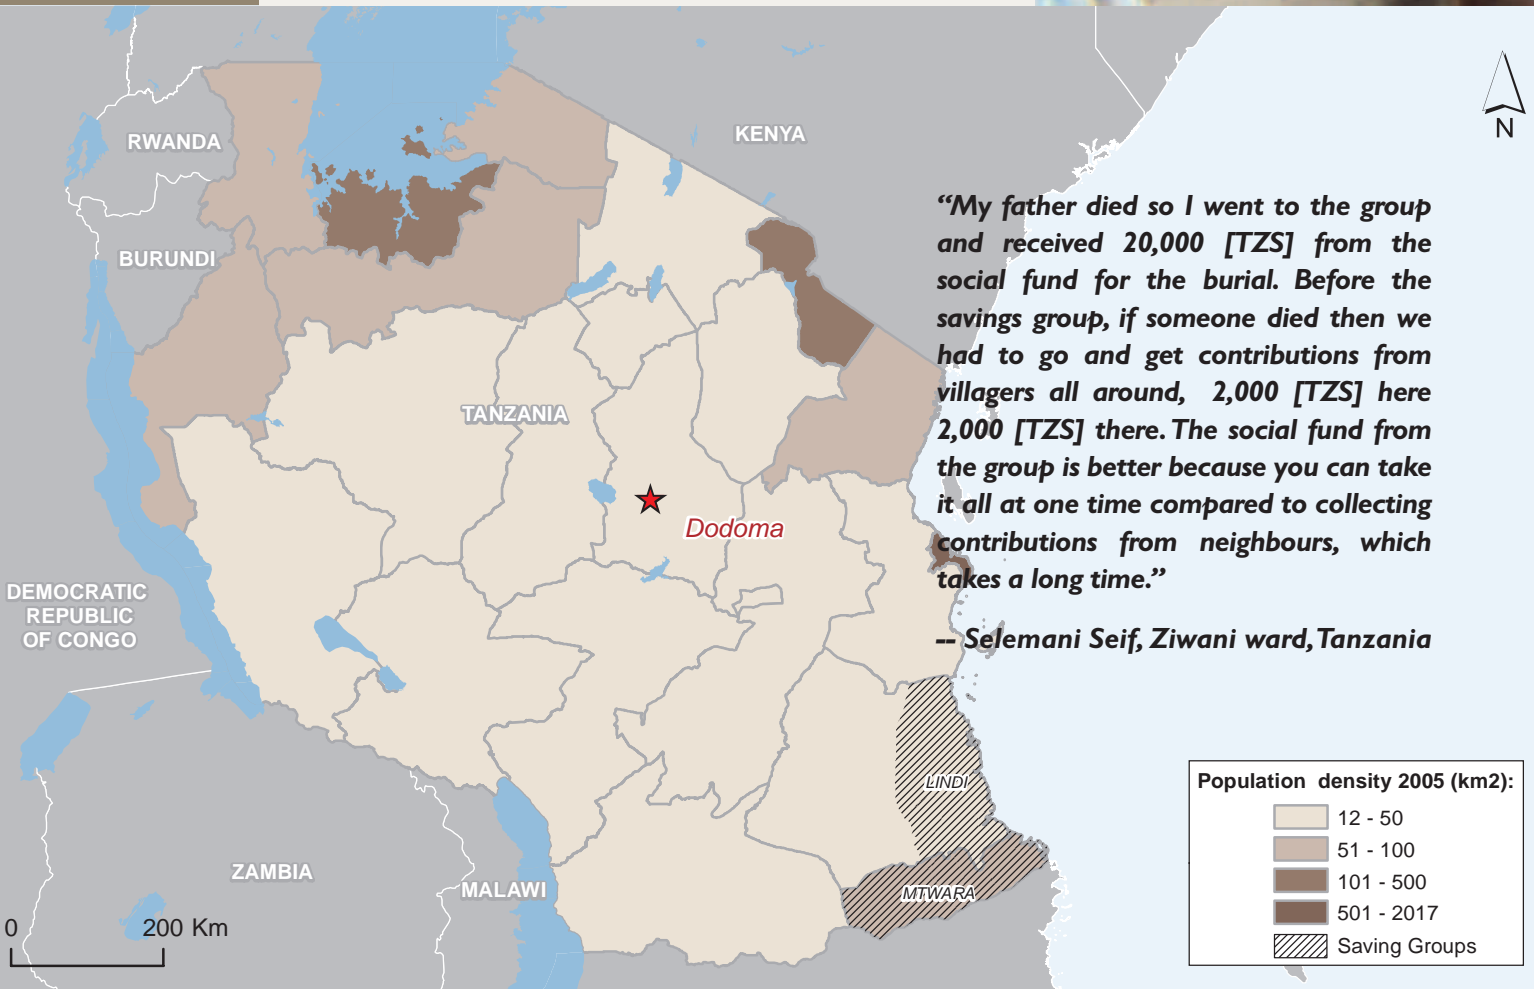 RWANDA
KENYA
N
BURUNDI
TANZANIA
Dodoma
DEMOCRATIC
REPUBLIC
OF CONGO
ZAMBIA
MALAWI
LINDI
MTWARA
0 200 Km
“My father died so I went to the group
and received 20,000 [TZS] from the
social fund for the burial. Before the
savings group, if someone died then we
had to go and get contributions from
villagers all around, 2,000 [TZS] here
2,000 [TZS] there. The social fund from
the group is better because you can take
it all at one time compared to collecting
contributions from neighbours, which
takes a long time.”
-- Selemani Seif, Ziwani ward, Tanzania
Population density 2005 (km2):
12 - 50
51 - 100
101 - 500
501 - 2017
Saving Groups